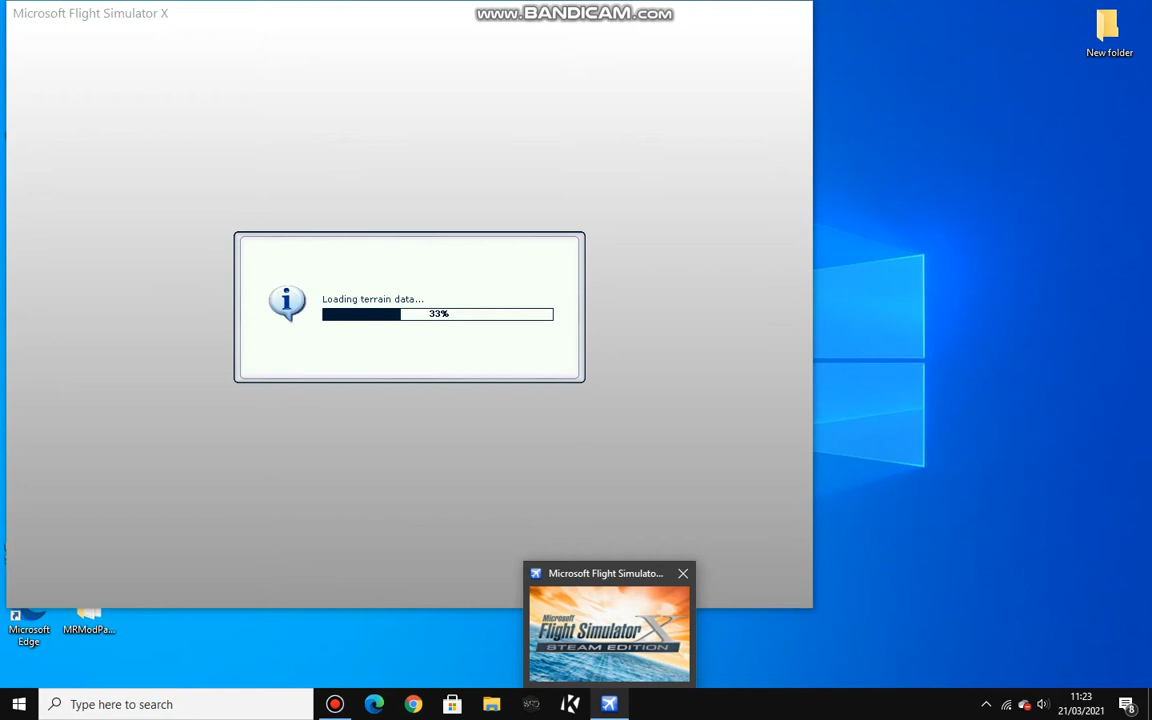 Microsoft Flight Simulator X
www.BANDICAM.com
New folder
Loading terrain data...
33%
Microsoft Flight Simulato...
Microsoft
Flight Simulator X
STEAM EDITION
Microsoft
Edge
MRModPa...
Type here to search
11:23
21/03/2021
8